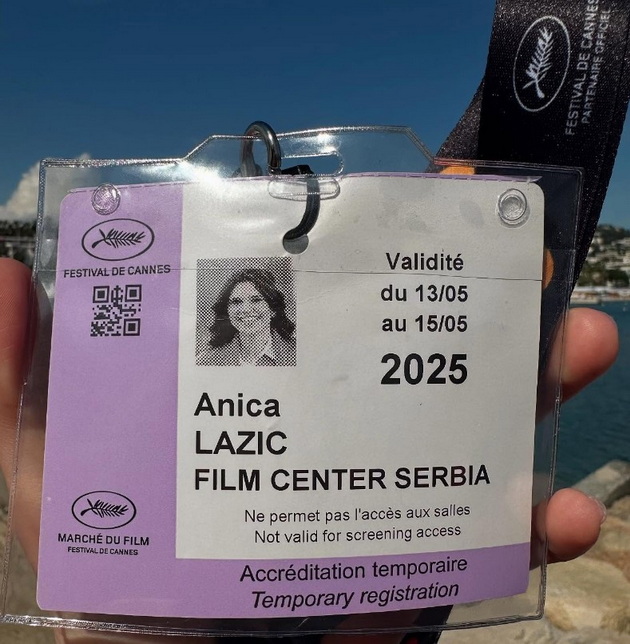 FESTIVAL DE CANNES
PARTENAIRE OFFICIEL
FESTIVAL DE CANNES
Validité
du 13/05
au 15/05
2025
Anica
LAZIC
FILM CENTER SERBIA
Ne permet pas l'accès aux salles
Not valid for screening access
MARCHÉ DU FILM
FESTIVAL DE CANNES
Accréditation temporaire
Temporary registration